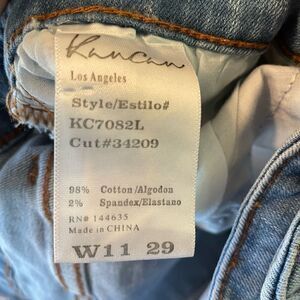 Kancan
Los Angeles
Style/Estilo#
KC7082L
Cut#34209
98% Cotton/Algodon
2% Spandex/Elastano
RN# 144635
Made in CHINA
W11 29